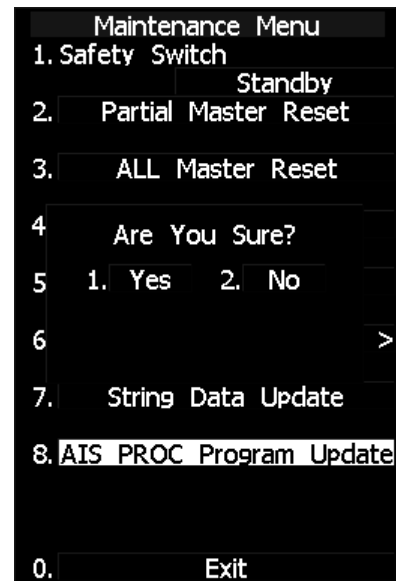 Maintenance Menu
1. Safety Switch
Standby
2. Partial Master Reset
3. ALL Master Reset
4
Are You Sure?
5 1. Yes 2. No
6 >
7. String Data Update
8. AIS PROC Program Update
0. Exit